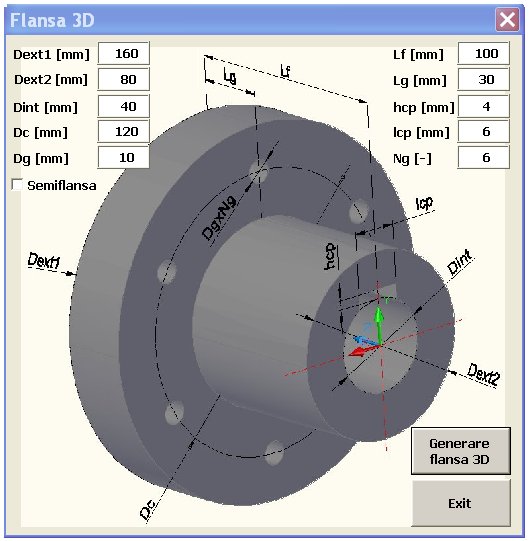 Flansa 3D
Dext1 [mm] 160
Dext2 [mm] 80
Dint [mm] 40
Dc [mm] 120
Dg [mm] 10
Semiflansa
Lf [mm] 100
Lg [mm] 30
hcp [mm] 4
lcp [mm] 6
Ng [-] 6
Lg
Lf
DgxNg
lcp
hcp
Dint
Dext1
Dext2
Dc
Generare
flansa 3D
Exit